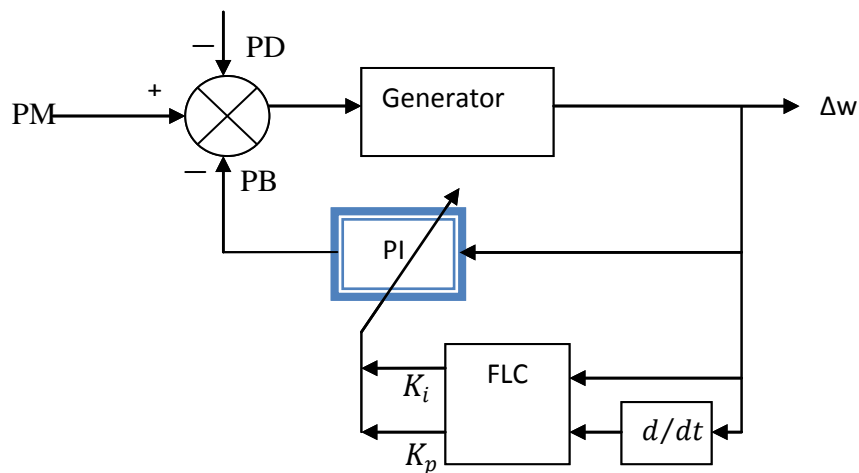 — PD
+
PM
Generator
Δw
— PB
PI
FLC
K_i
d/dt
K_p